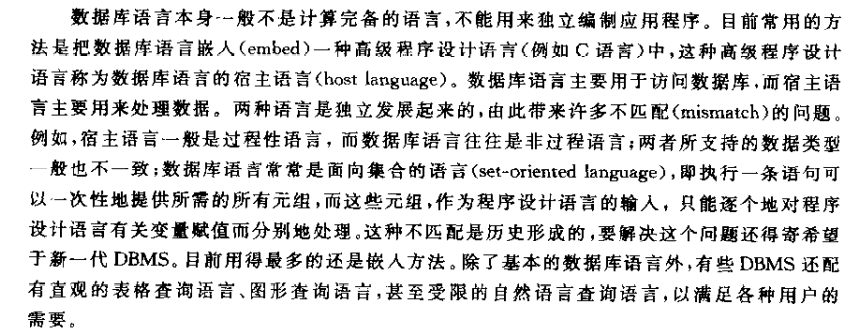 数据库语言本身一般不是计算完备的语言,不能用来独立编制应用程序。目前常用的方
法是把数据库语言嵌入(embed)一种高级程序设计语言(例如 C 语言)中,这种高级程序设计
语言称为数据库语言的宿主语言(host language)。数据库语言主要用于访问数据库,而宿主语
言主要用来处理数据。两种语言是独立发展起来的,由此带来许多不匹配(mismatch)的问题。
例如,宿主语言一般是过程性语言,而数据库语言往往是非过程语言;两者所支持的数据类型
一般也不一致;数据库语言常常是面向集合的语言(set-oriented language),即执行一条语句可
以一次性地提供所需的所有元组,而这些元组,作为程序设计语言的输入,只能逐个地对程序
设计语言有关变量赋值而分别地处理。这种不匹配是历史形成的,要解决这个问题还得寄希望
于新一代 DBMS。目前用得最多的还是嵌入方法。除了基本的数据库语言外,有些 DBMS 还配
有直观的表格查询语言、图形查询语言,甚至受限的自然语言查询语言,以满足各种用户的
需要。